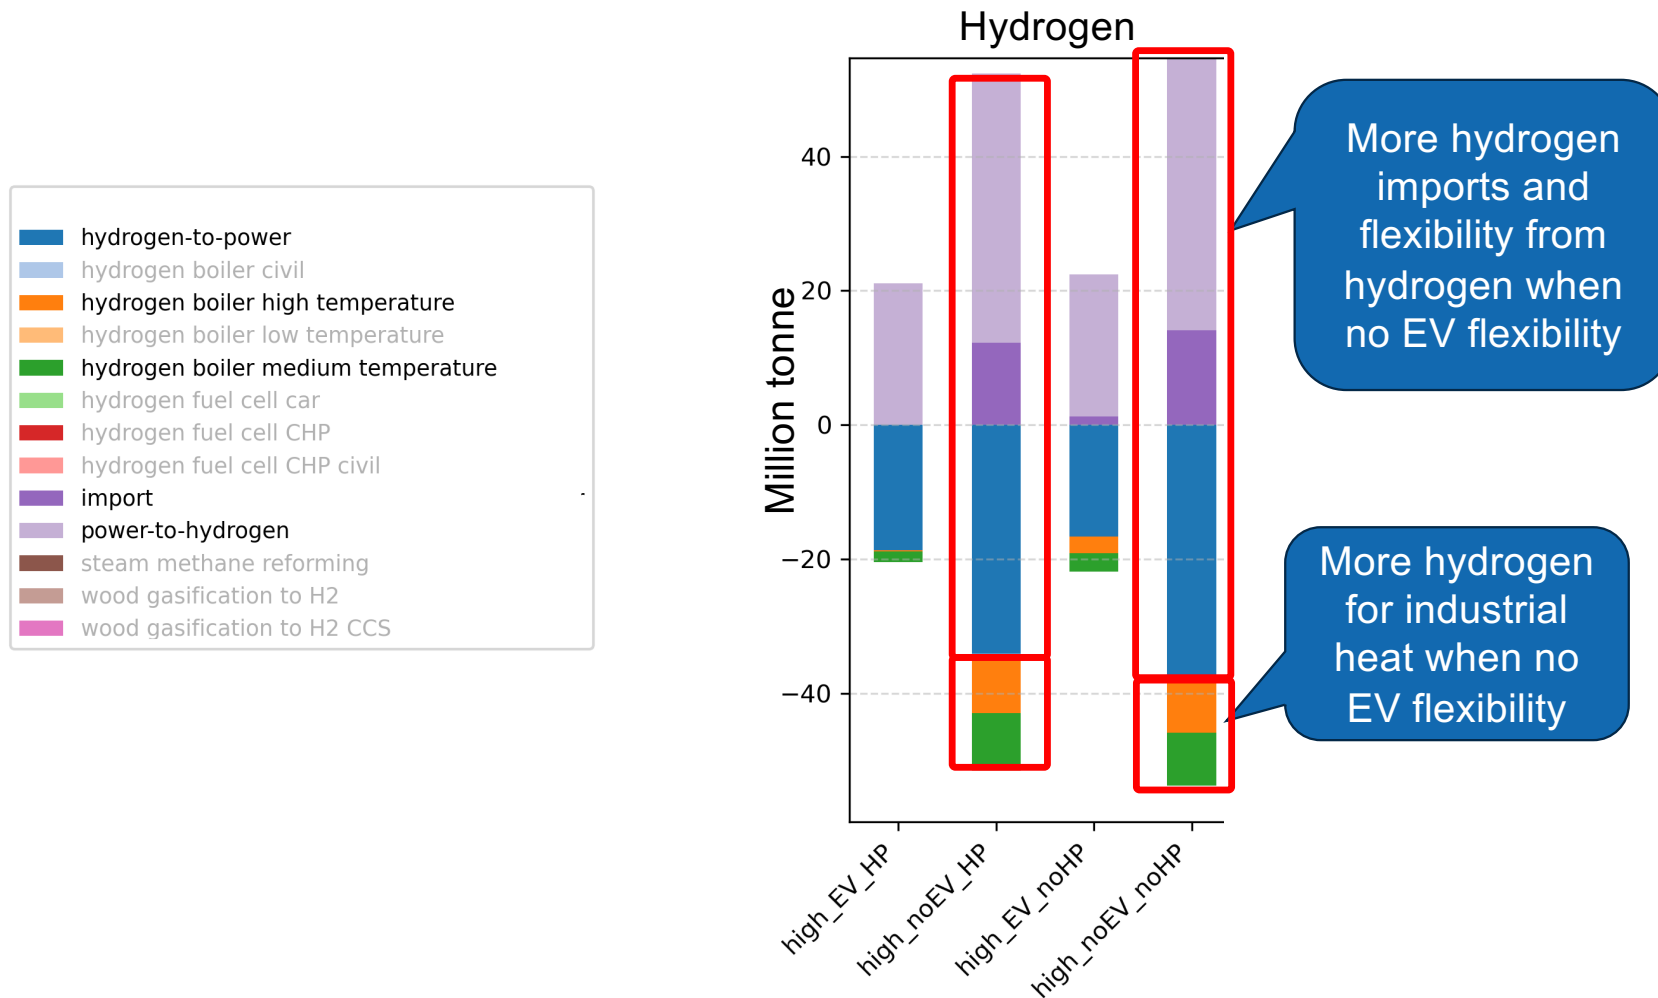 Hydrogen
hydrogen-to-power
hydrogen boiler civil
hydrogen boiler high temperature
hydrogen boiler low temperature
hydrogen boiler medium temperature
hydrogen fuel cell car
hydrogen fuel cell CHP
hydrogen fuel cell CHP civil
import
power-to-hydrogen
steam methane reforming
wood gasification to H2
wood gasification to H2 CCS
Million tonne
40
20
0
−20
−40
high_EV_HP
high_noEV_HP
high_EV_noHP
high_noEV_noHP
More hydrogen
imports and
flexibility from
hydrogen when
no EV flexibility
More hydrogen
for industrial
heat when no
EV flexibility